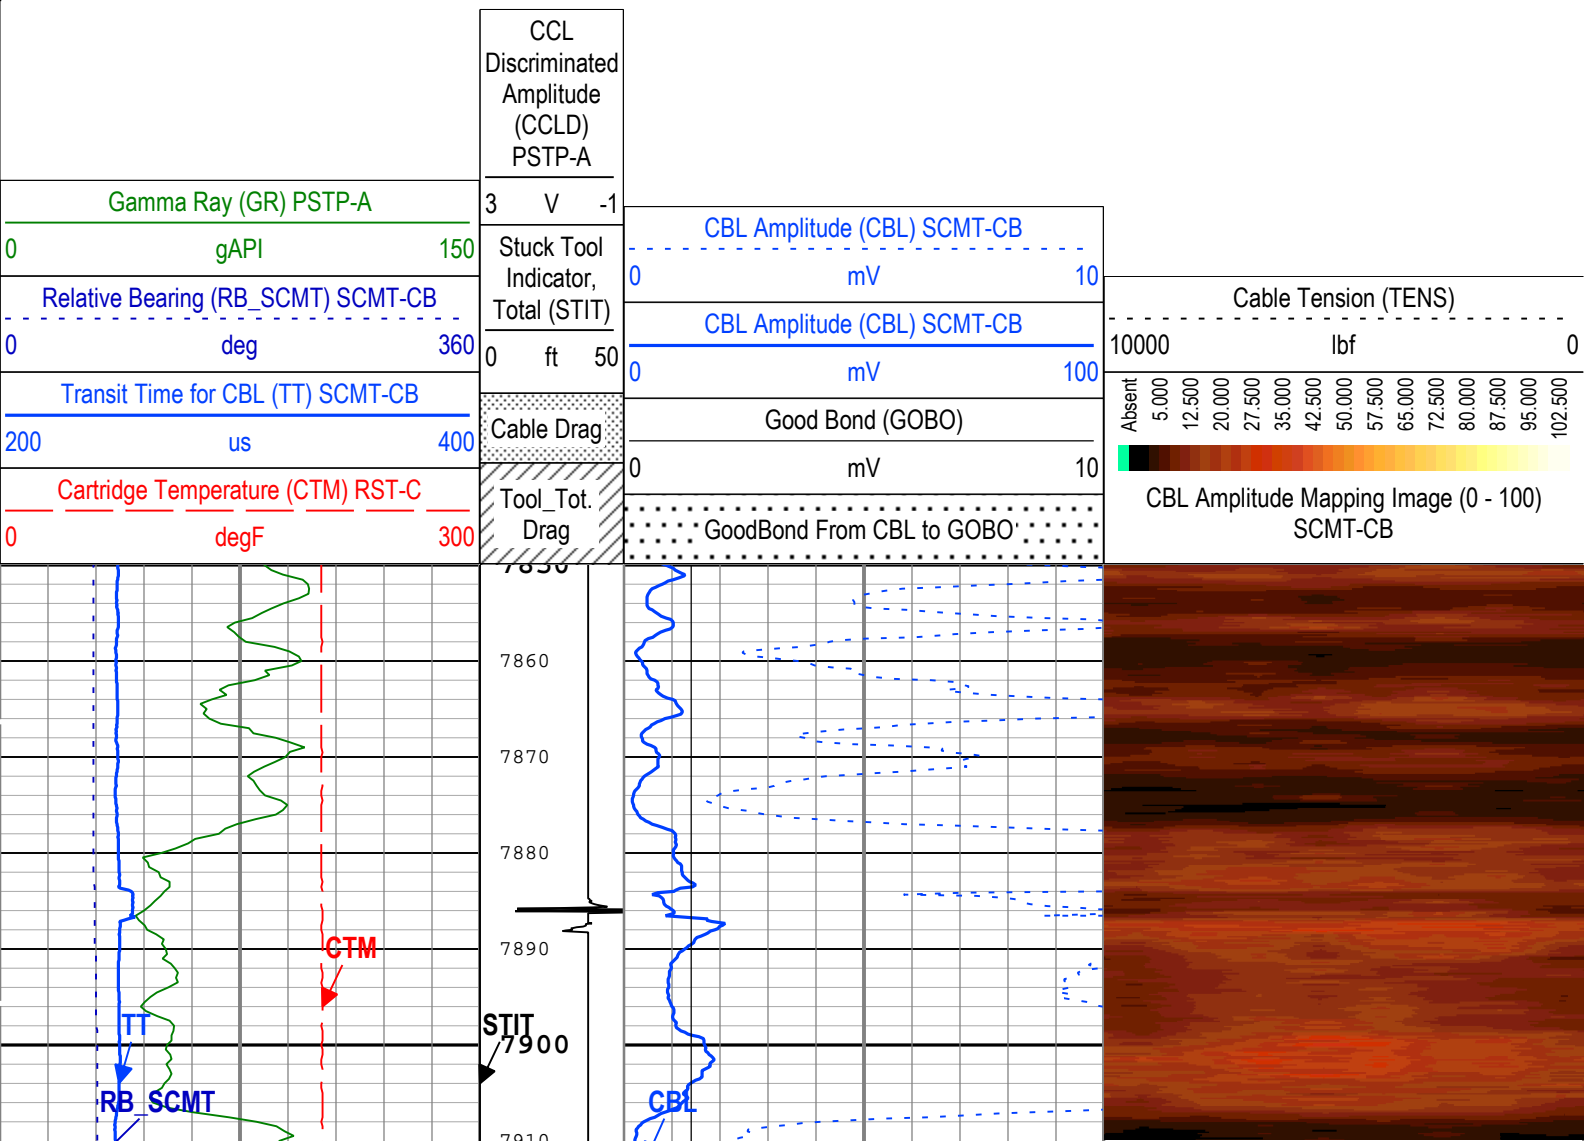 CCL
Discriminated
Amplitude
(CCLD)
PSTP-A
3 V -1
Stuck Tool
Indicator,
Total (STIT)
0 ft 50
Cable Drag
Tool_Tot.
Drag
Gamma Ray (GR) PSTP-A
0 gAPI 150
Relative Bearing (RB_SCMT) SCMT-CB
0 deg 360
Transit Time for CBL (TT) SCMT-CB
200 us 400
Cartridge Temperature (CTM) RST-C
0 degF 300
CBL Amplitude (CBL) SCMT-CB
0 mV 10
CBL Amplitude (CBL) SCMT-CB
0 mV 100
Good Bond (GOBO)
0 mV 10
GoodBond From CBL to GOBO
Cable Tension (TENS)
10000 lbf 0
Absent 5.000 12.500 20.000 27.500 35.000 42.500 50.000 57.500 65.000 72.500 80.000 87.500 95.000 102.500
CBL Amplitude Mapping Image (0 - 100)
SCMT-CB
7860
7870
7880
7890
CTM
TT
STIT
7900
RB_SCMT
CBL
7910